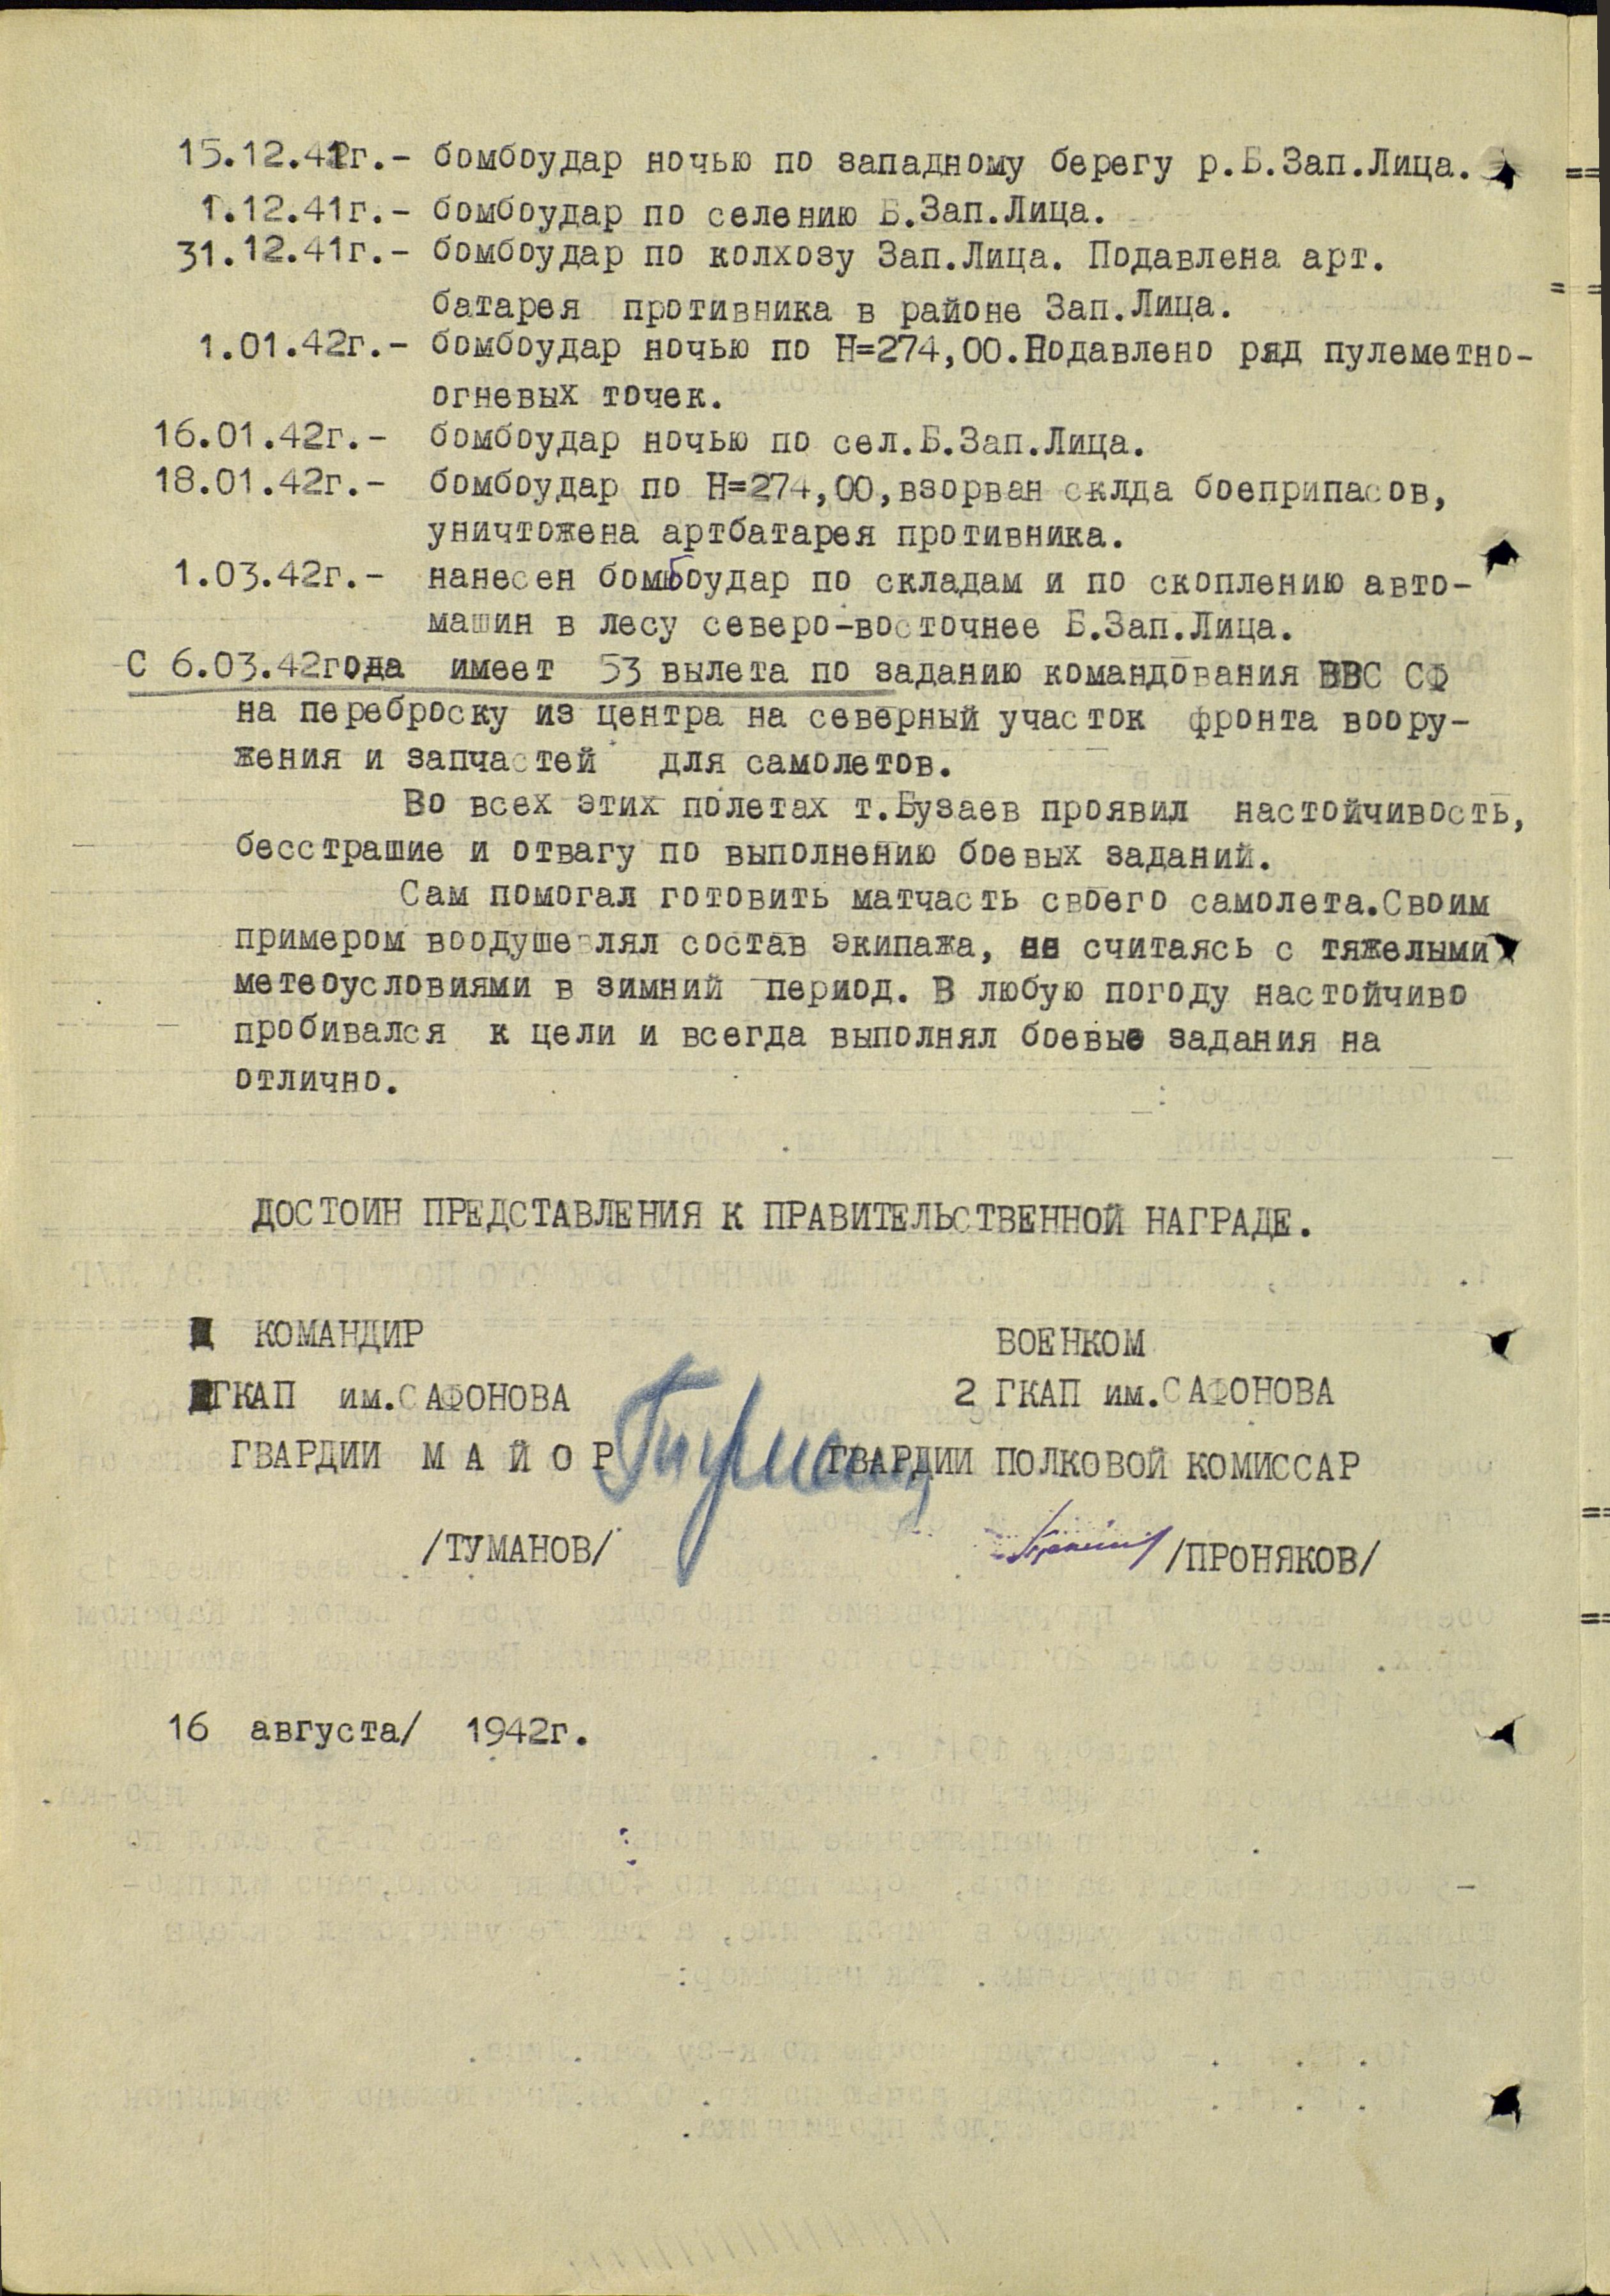 15.12.41г.- бомбоудар ночью по западному берегу р.Б.Зап.Лица.
1.12.41г.- бомбоудар по селению Б.Зап.Лица.
31.12.41г.- бомбоудар по колхозу Зап.Лица. Подавлена арт.
батарея противника в районе Зап.Лица.
1.01.42г.- бомбоудар ночью по Н=274,00.Подавлено ряд пулеметно-
огневых точек.
16.01.42г.- бомбоудар ночью по сел.Б.Зап.Лица.
18.01.42г.- бомбоудар по Н=274,00,взорван склда боеприпасов,
уничтожена артбатарея противника.
1.03.42г.- нанесен бомбоудар по складам и по скоплению авто-
машин в лесу северо-восточнее Б.Зап.Лица.
С 6.03.42года имеет 53 вылета по заданию командования ВВС СФ
на переброску из центра на северный участок фронта воору-
жения и запчастей для самолетов.
Во всех этих полетах т.Бузаев проявил настойчивость,
бесстрашие и отвагу по выполнению боевых заданий.
Сам помогал готовить матчасть своего самолета.Своим
примером воодушевлял состав экипажа, не считаясь с тяжелыми
метеоусловиями в зимний период. В любую погоду настойчиво
пробивался к цели и всегда выполнял боевые задания на
отлично.
ДОСТОИН ПРЕДСТАВЛЕНИЯ К ПРАВИТЕЛЬСТВЕННОЙ НАГРАДЕ.
КОМАНДИР ВОЕНКОМ
ГКАП им.САФОНОВА 2 ГКАП им.САФОНОВА
ГВАРДИИ М А Й О Р ГВАРДИИ ПОЛКОВОЙ КОМИССАР
/ТУМАНОВ/ /ПРОНЯКОВ/
16 августа/ 1942г.